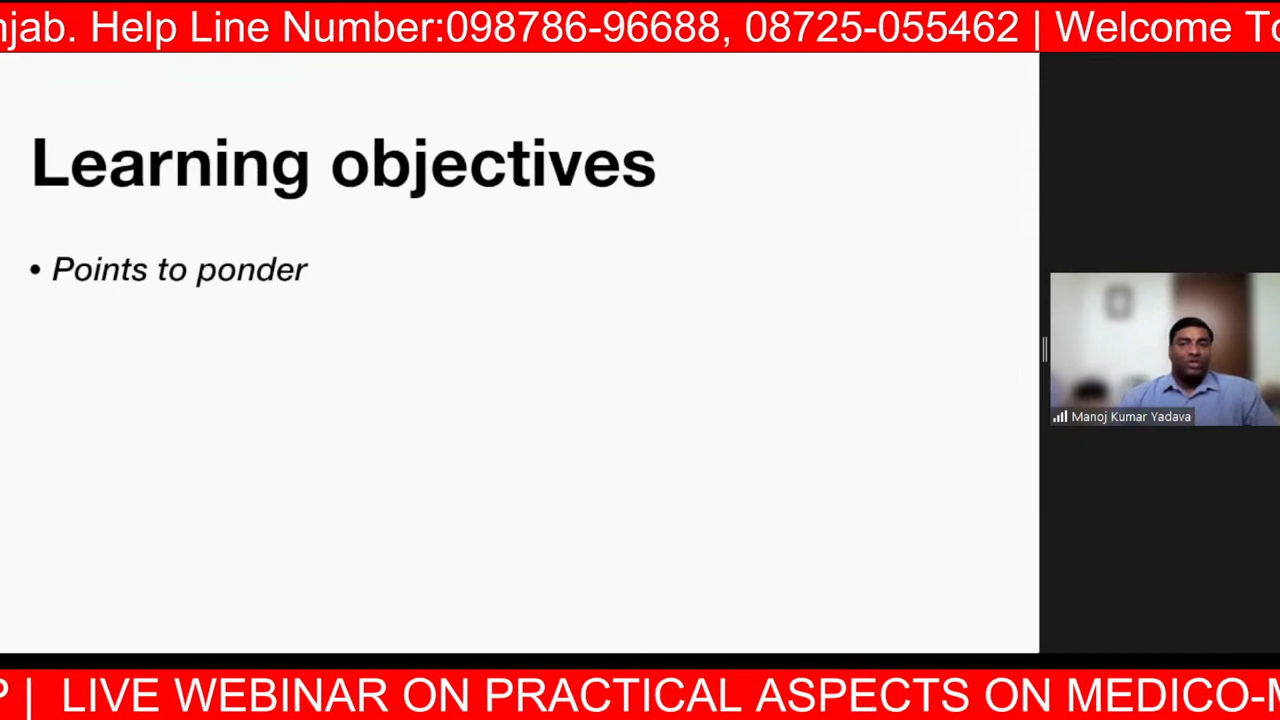 njab. Help Line Number:098786-96688, 08725-055462 | Welcome To
Learning objectives
• Points to ponder
Manoj Kumar Yadava
P | LIVE WEBINAR ON PRACTICAL ASPECTS ON MEDICO-